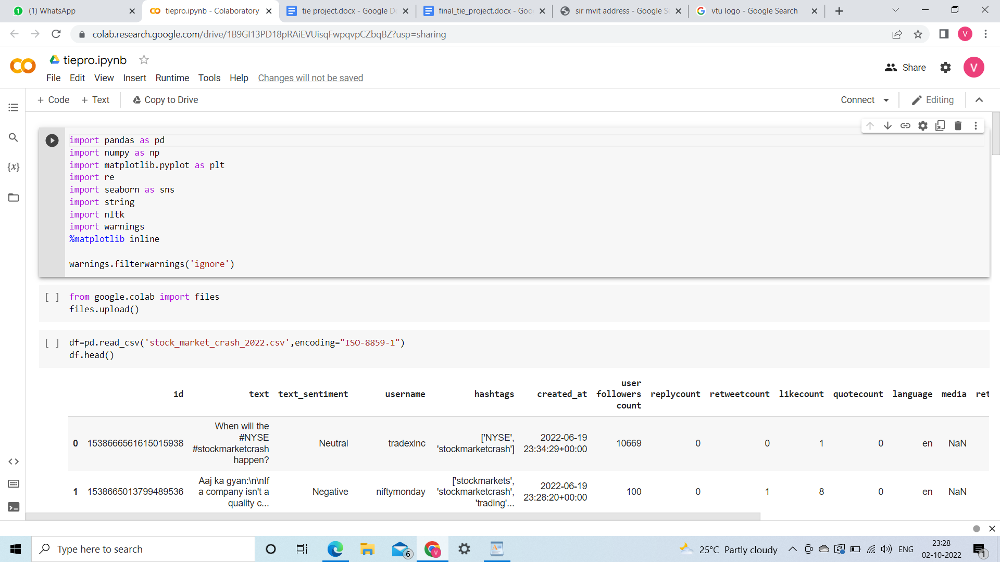 (1) WhatsApp
tiepro.ipynb - Colaboratory
tie project.docx - Google D
final_tie_project.docx - Goo
sir mvit address - Google S
vtu logo - Google Search
colab.research.google.com/drive/1B9GI13PD18pRAiEVUisqFwpqvpCZbqBZ?usp=sharing
V
tiepro.ipynb
Share
V
File Edit View Insert Runtime Tools Help Changes will not be saved
+ Code + Text Copy to Drive
Connect Editing
import pandas as pd
import numpy as np
import matplotlib.pyplot as plt
import re
import seaborn as sns
import string
import nltk
import warnings
%matplotlib inline
warnings.filterwarnings('ignore')
{x}
[ ] from google.colab import files
files.upload()
[ ] df=pd.read_csv('stock_market_crash_2022.csv',encoding="ISO-8859-1")
df.head()
id text text_sentiment username hashtags created_at user followers count replycount retweetcount likecount quotecount language media ret
0 1538666561615015938 When will the #NYSE #stockmarketcrash happen? Neutral tradexInc ['NYSE', 'stockmarketcrash'] 2022-06-19 23:34:29+00:00 10669 0 0 1 0 en NaN
1 1538665013799489536 Aaj ka gyan:\n\nIf a company isn't a quality c... Negative niftymonday ['stockmarkets', 'stockmarketcrash', 'trading'... 2022-06-19 23:28:20+00:00 100 0 1 8 0 en NaN
Type here to search
6
V
25°C Partly cloudy
ENG
23:28
02-10-2022
1